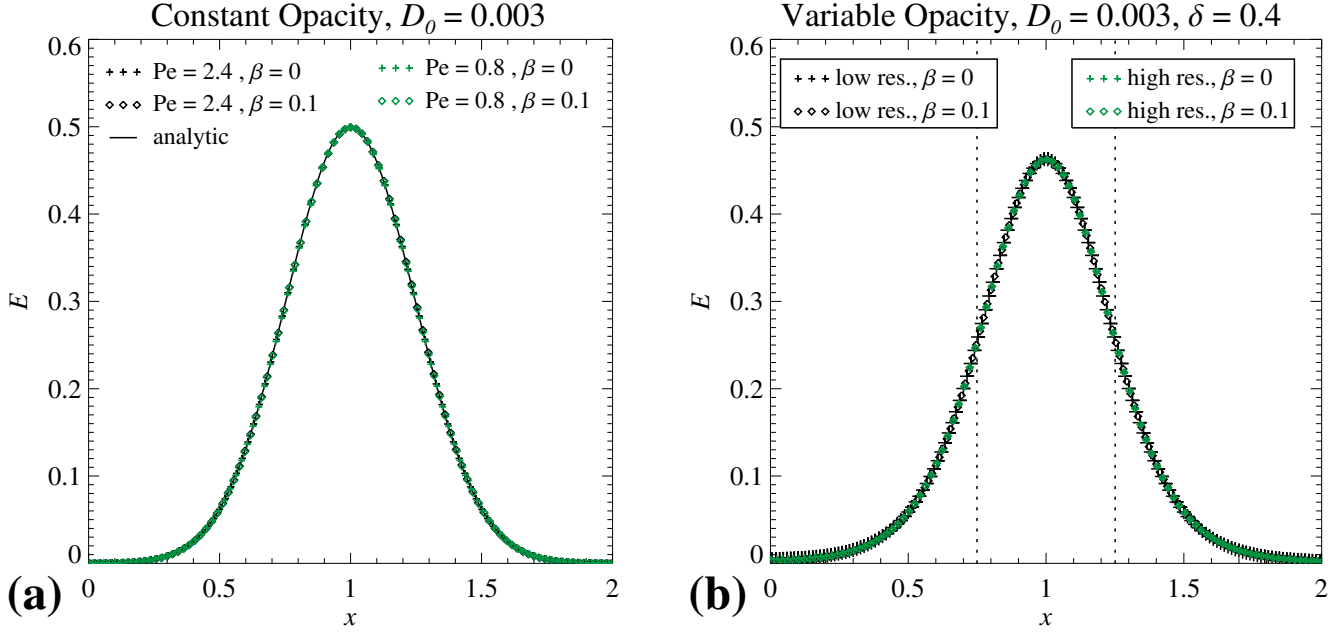 Constant Opacity, D₀ = 0.003
Pe = 2.4 , β = 0
Pe = 2.4 , β = 0.1
analytic
Pe = 0.8 , β = 0
Pe = 0.8 , β = 0.1
E
0.6
0.5
0.4
0.3
0.2
0.1
0
0 0.5 1 1.5 2
x
(a)
Variable Opacity, D₀ = 0.003, δ = 0.4
low res., β = 0
low res., β = 0.1
high res., β = 0
high res., β = 0.1
E
0.6
0.5
0.4
0.3
0.2
0.1
0
0 0.5 1 1.5 2
x
(b)